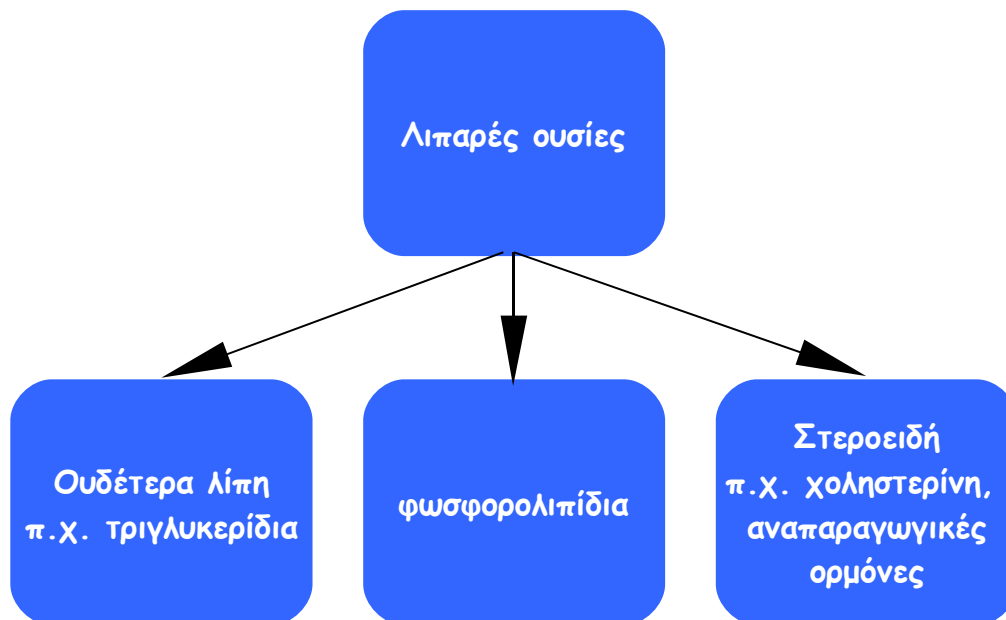 Λιπαρές ουσίες
Ουδέτερα λίπη
π.χ. τριγλυκερίδια
φωσφορολιπίδια
Στεροειδή
π.χ. χοληστερίνη,
αναπαραγωγικές
ορμόνες